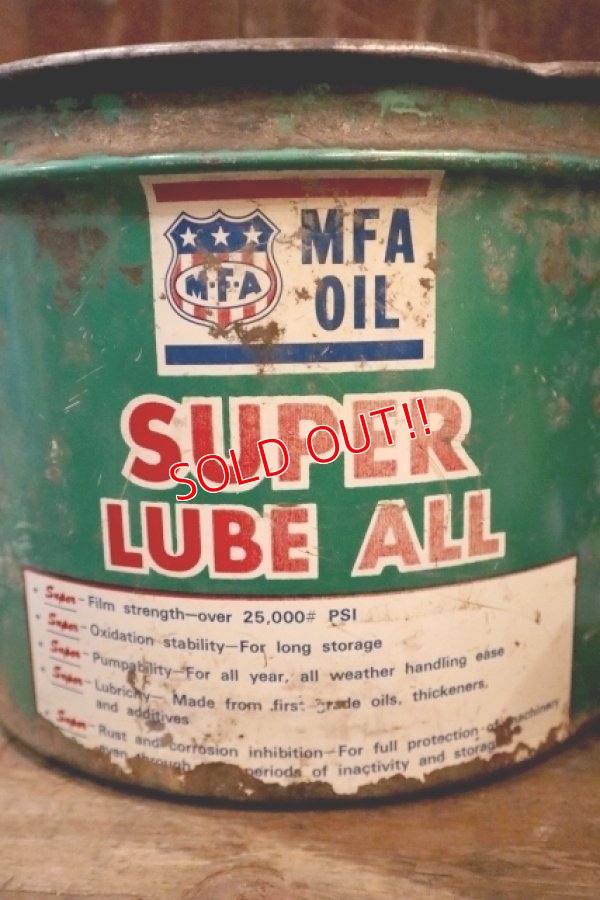 M·F·A
MFA
OIL
SUPER
SOLD OUT!!
LUBE ALL
Super - Film strength—over 25,000# PSI
Super - Oxidation stability—For long storage
Super - Pumpability—For all year, all weather handling ease
Super - Lubricity— Made from first grade oils, thickeners,
and additives
Super - Rust and corrosion inhibition—For full protection of machinery
even through periods of inactivity and storage